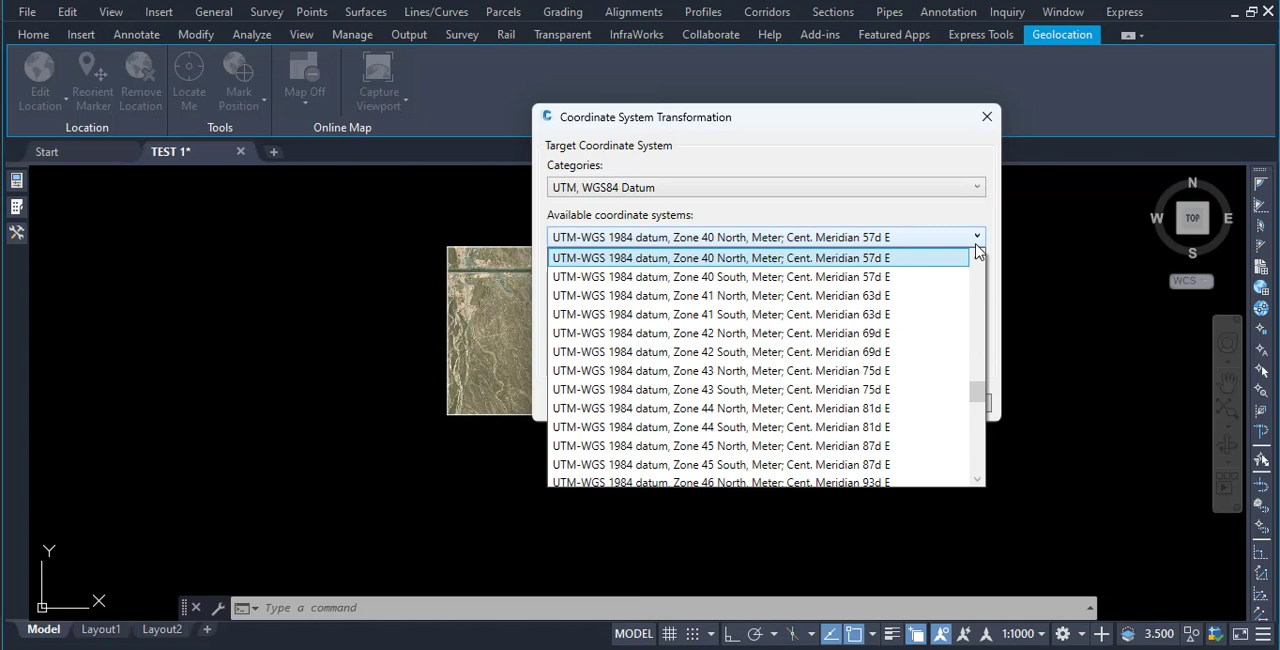 File Edit View Insert General Survey Points Surfaces Lines/Curves Parcels Grading Alignments Profiles Corridors Sections Pipes Annotation Inquiry Window Express
Home Insert Annotate Modify Analyze View Manage Output Survey Rail Transparent InfraWorks Collaborate Help Add-ins Featured Apps Express Tools Geolocation
Edit Location Reorient Marker Remove Location Locate Me Mark Position Map Off Capture Viewport
Location Tools Online Map
Start TEST 1*
Coordinate System Transformation
Target Coordinate System
Categories:
UTM, WGS84 Datum
Available coordinate systems:
UTM-WGS 1984 datum, Zone 40 North, Meter; Cent. Meridian 57d E
UTM-WGS 1984 datum, Zone 40 North, Meter; Cent. Meridian 57d E
UTM-WGS 1984 datum, Zone 40 South, Meter; Cent. Meridian 57d E
UTM-WGS 1984 datum, Zone 41 North, Meter; Cent. Meridian 63d E
UTM-WGS 1984 datum, Zone 41 South, Meter; Cent. Meridian 63d E
UTM-WGS 1984 datum, Zone 42 North, Meter; Cent. Meridian 69d E
UTM-WGS 1984 datum, Zone 42 South, Meter; Cent. Meridian 69d E
UTM-WGS 1984 datum, Zone 43 North, Meter; Cent. Meridian 75d E
UTM-WGS 1984 datum, Zone 43 South, Meter; Cent. Meridian 75d E
UTM-WGS 1984 datum, Zone 44 North, Meter; Cent. Meridian 81d E
UTM-WGS 1984 datum, Zone 44 South, Meter; Cent. Meridian 81d E
UTM-WGS 1984 datum, Zone 45 North, Meter; Cent. Meridian 87d E
UTM-WGS 1984 datum, Zone 45 South, Meter; Cent. Meridian 87d E
UTM-WGS 1984 datum, Zone 46 North, Meter; Cent. Meridian 93d E
N
W TOP E
S
WCS
Y
X
Type a command
Model Layout1 Layout2
MODEL 1:1000 3.500